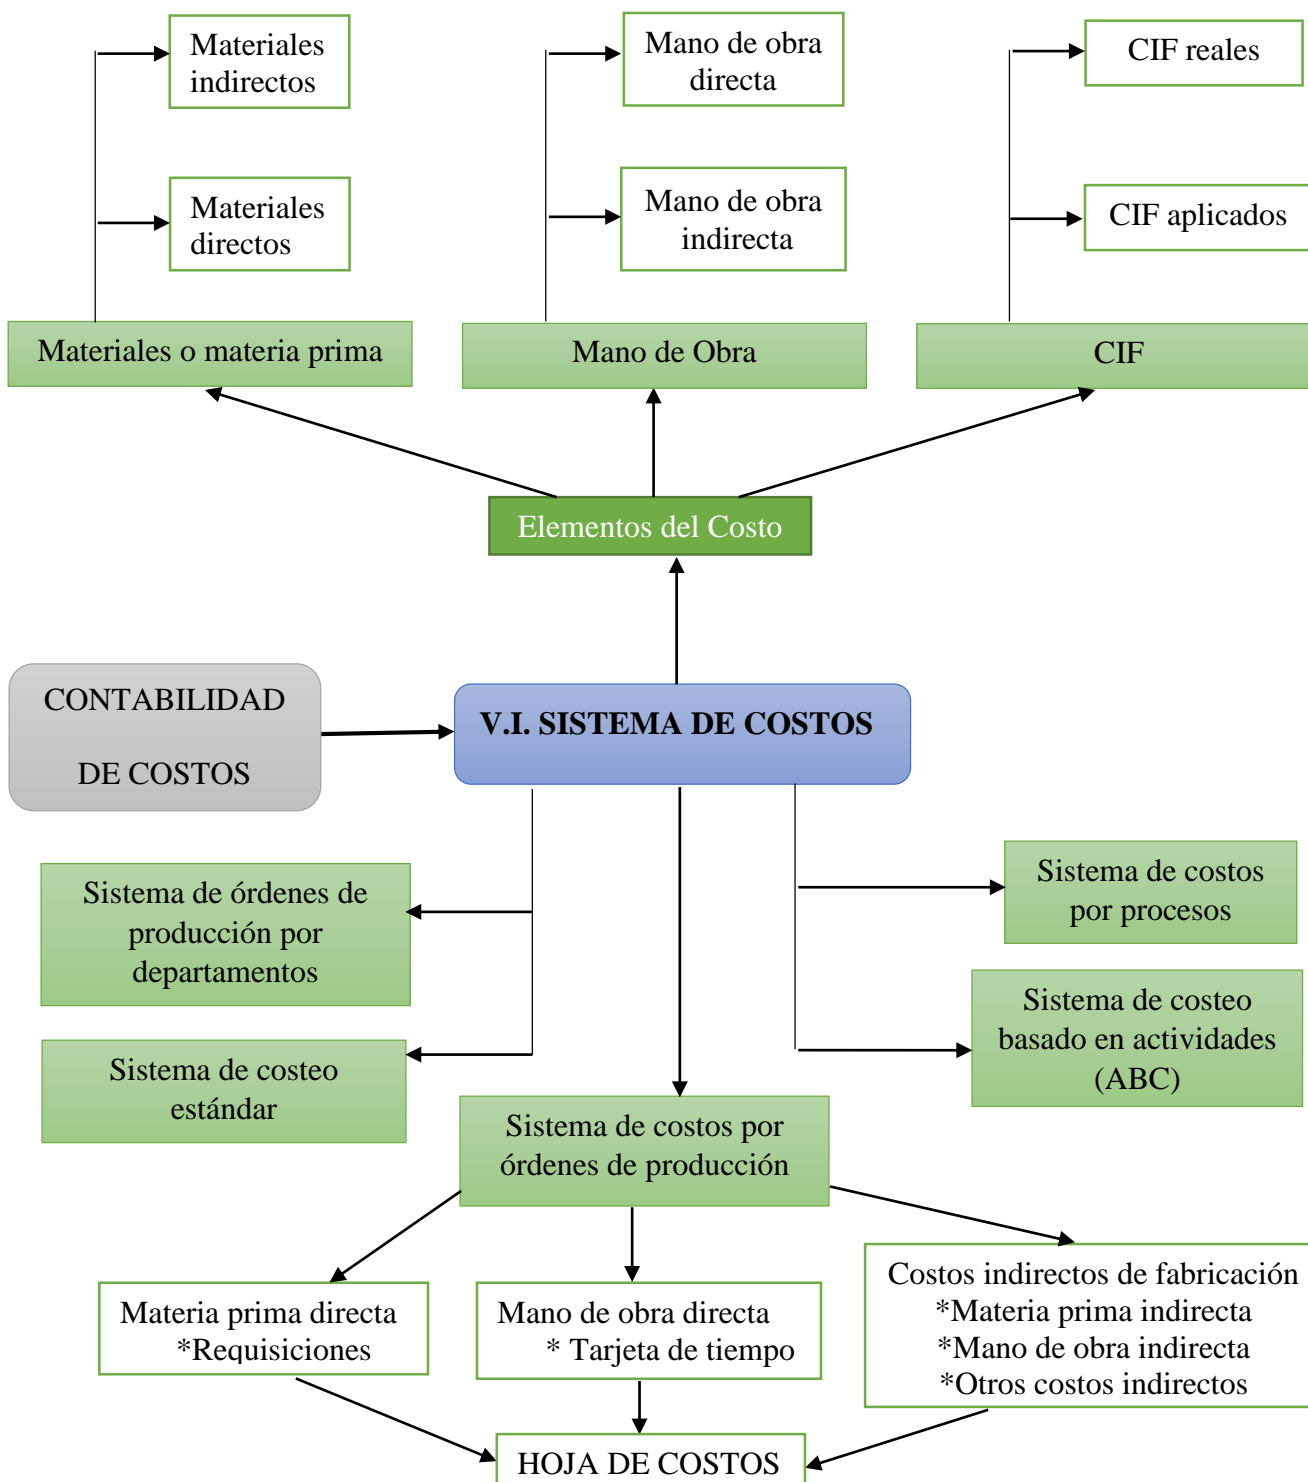 Materiales
indirectos
Mano de obra
directa
CIF reales
Materiales
directos
Mano de obra
indirecta
CIF aplicados
Materiales o materia prima
Mano de Obra
CIF
Elementos del Costo
CONTABILIDAD
DE COSTOS
V.I. SISTEMA DE COSTOS
Sistema de órdenes de
producción por
departamentos
Sistema de costos
por procesos
Sistema de costeo
estándar
Sistema de costeo
basado en actividades
(ABC)
Sistema de costos por
órdenes de producción
Materia prima directa
*Requisiciones
Mano de obra directa
* Tarjeta de tiempo
Costos indirectos de fabricación
*Materia prima indirecta
*Mano de obra indirecta
*Otros costos indirectos
HOJA DE COSTOS